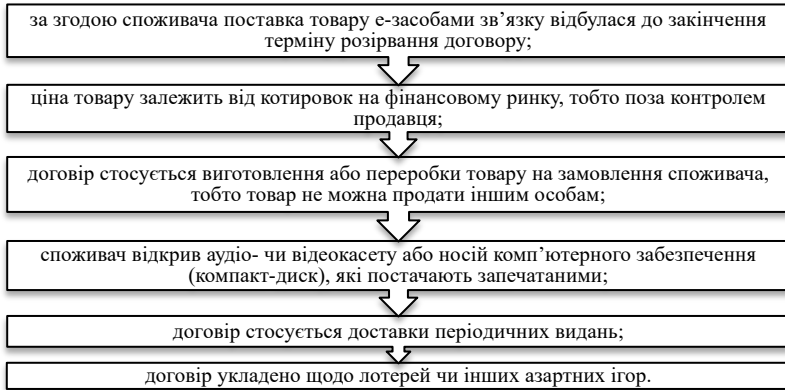 за згодою споживача поставка товару е-засобами зв’язку відбулася до закінчення
терміну розірвання договору;
ціна товару залежить від котировок на фінансовому ринку, тобто поза контролем
продавця;
договір стосується виготовлення або переробки товару на замовлення споживача,
тобто товар не можна продати іншим особам;
споживач відкрив аудіо- чи відеокасету або носій комп’ютерного забезпечення
(компакт-диск), які постачають запечатаними;
договір стосується доставки періодичних видань;
договір укладено щодо лотерей чи інших азартних ігор.